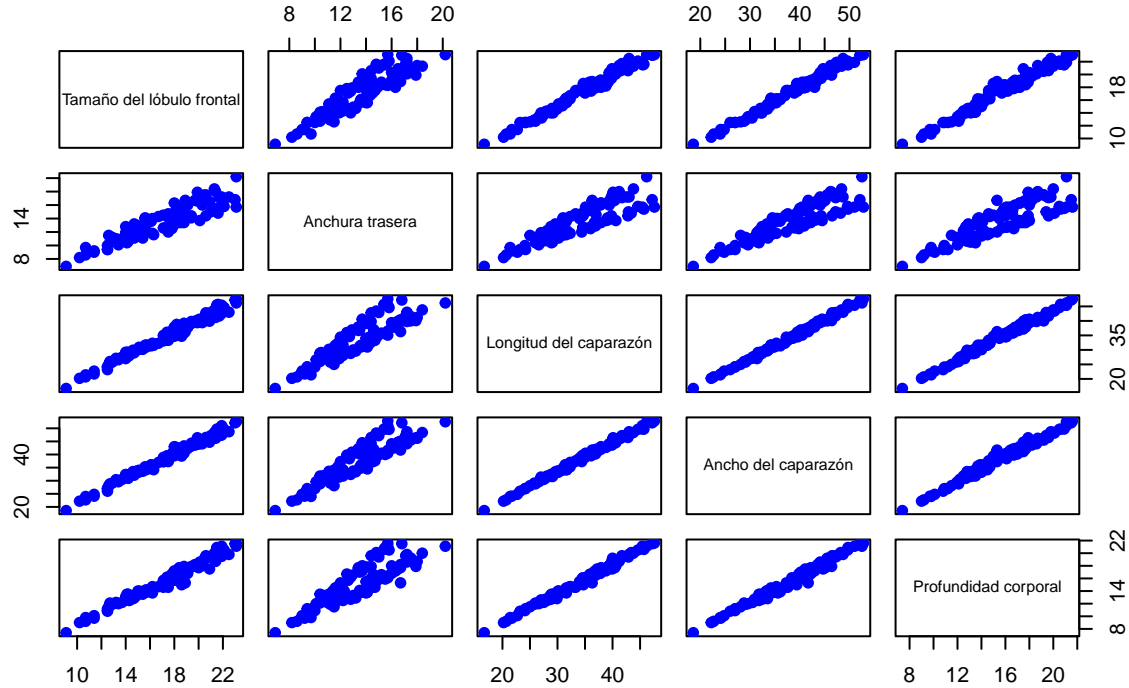 8 12 16 20 20 30 40 50
Tamaño del lóbulo frontal
10 18
8 14
Anchura trasera
Longitud del caparazón
20 35
20 40
Ancho del caparazón
Profundidad corporal
8 14 22
10 14 18 22 20 30 40 8 12 16 20